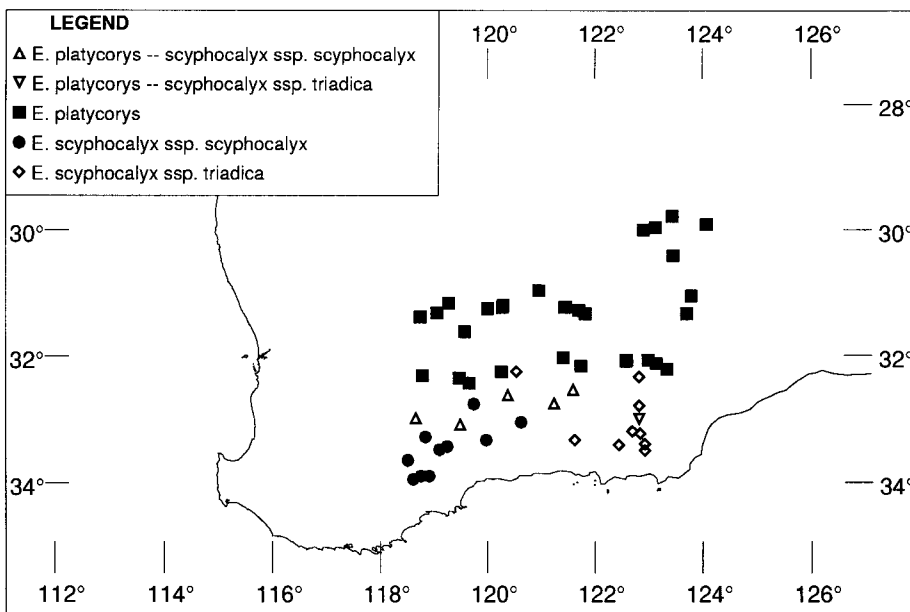 LEGEND
E. platycorys -- scyphocalyx ssp. scyphocalyx
E. platycorys -- scyphocalyx ssp. triadica
E. platycorys
E. scyphocalyx ssp. scyphocalyx
E. scyphocalyx ssp. triadica
120° 122° 124° 126°
28°
30° 30°
32° 32°
34° 34°
112° 114° 116° 118° 120° 122° 124° 126°